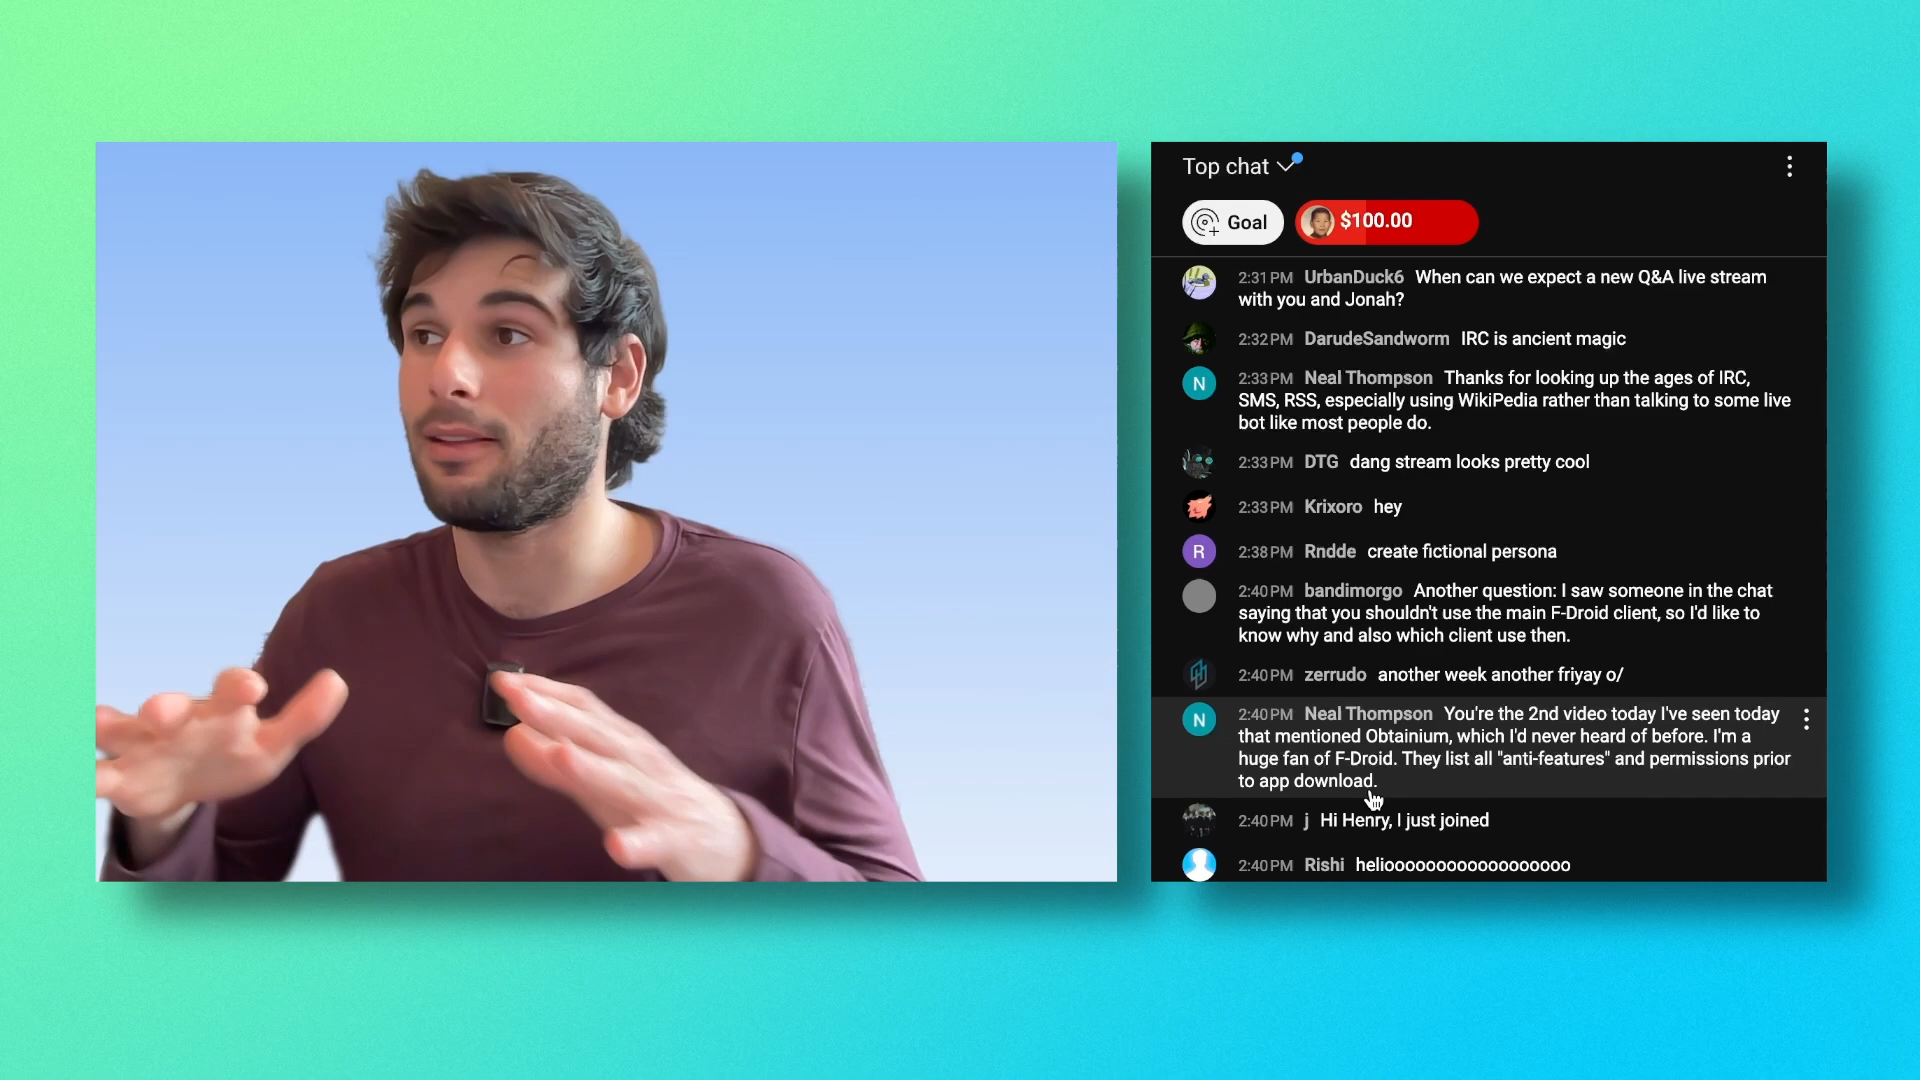 Top chat
Goal
$100.00
2:31 PM UrbanDuck6 When can we expect a new Q&A live stream
with you and Jonah?
2:32 PM DarudeSandworm IRC is ancient magic
N
2:33 PM Neal Thompson Thanks for looking up the ages of IRC,
SMS, RSS, especially using WikiPedia rather than talking to some live
bot like most people do.
2:33 PM DTG dang stream looks pretty cool
2:33 PM Krixoro hey
R
2:38 PM Rndde create fictional persona
2:40 PM bandimorgo Another question: I saw someone in the chat
saying that you shouldn't use the main F-Droid client, so I'd like to
know why and also which client use then.
2:40 PM zerrudo another week another friyay o/
N
2:40 PM Neal Thompson You're the 2nd video today I've seen today
that mentioned Obtainium, which I'd never heard of before. I'm a
huge fan of F-Droid. They list all "anti-features" and permissions prior
to app download.
2:40 PM j Hi Henry, I just joined
2:40 PM Rishi heliooooooooooooooooooo